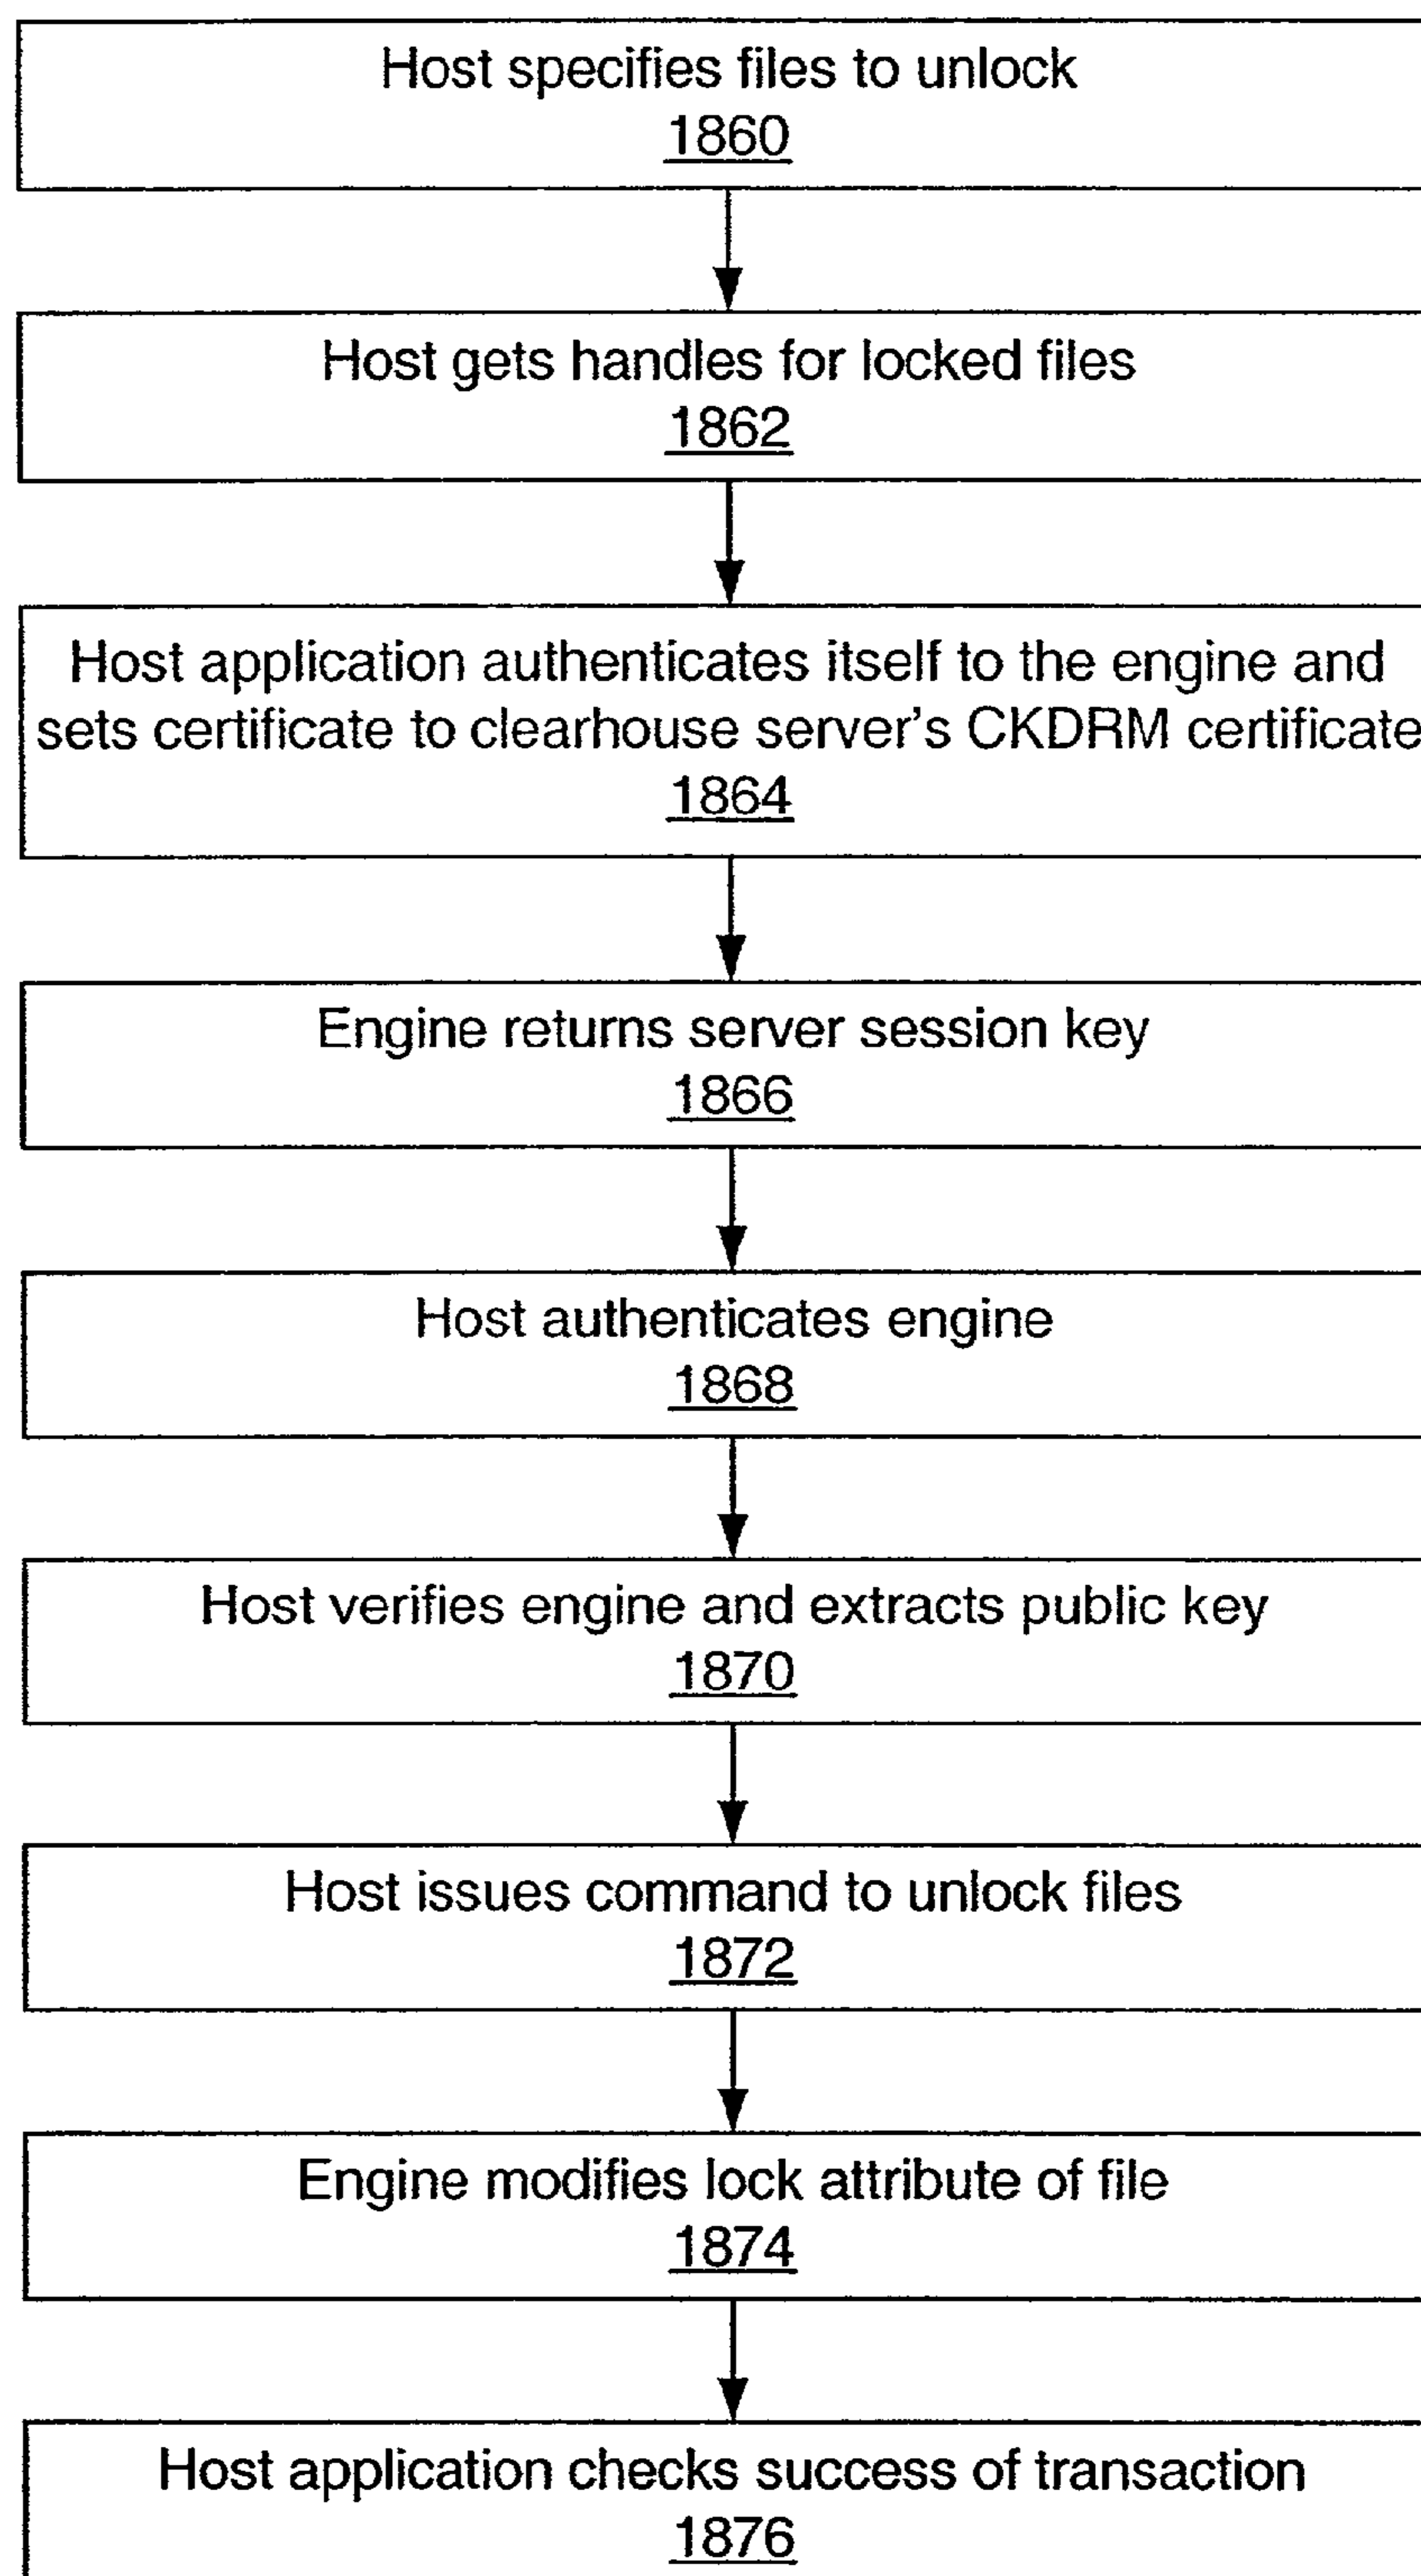 Host specifies files to unlock
1860
Host gets handles for locked files
1862
Host application authenticates itself to the engine and
sets certificate to clearhouse server's CKDRM certificate
1864
Engine returns server session key
1866
Host authenticates engine
1868
Host verifies engine and extracts public key
1870
Host issues command to unlock files
1872
Engine modifies lock attribute of file
1874
Host application checks success of transaction
1876